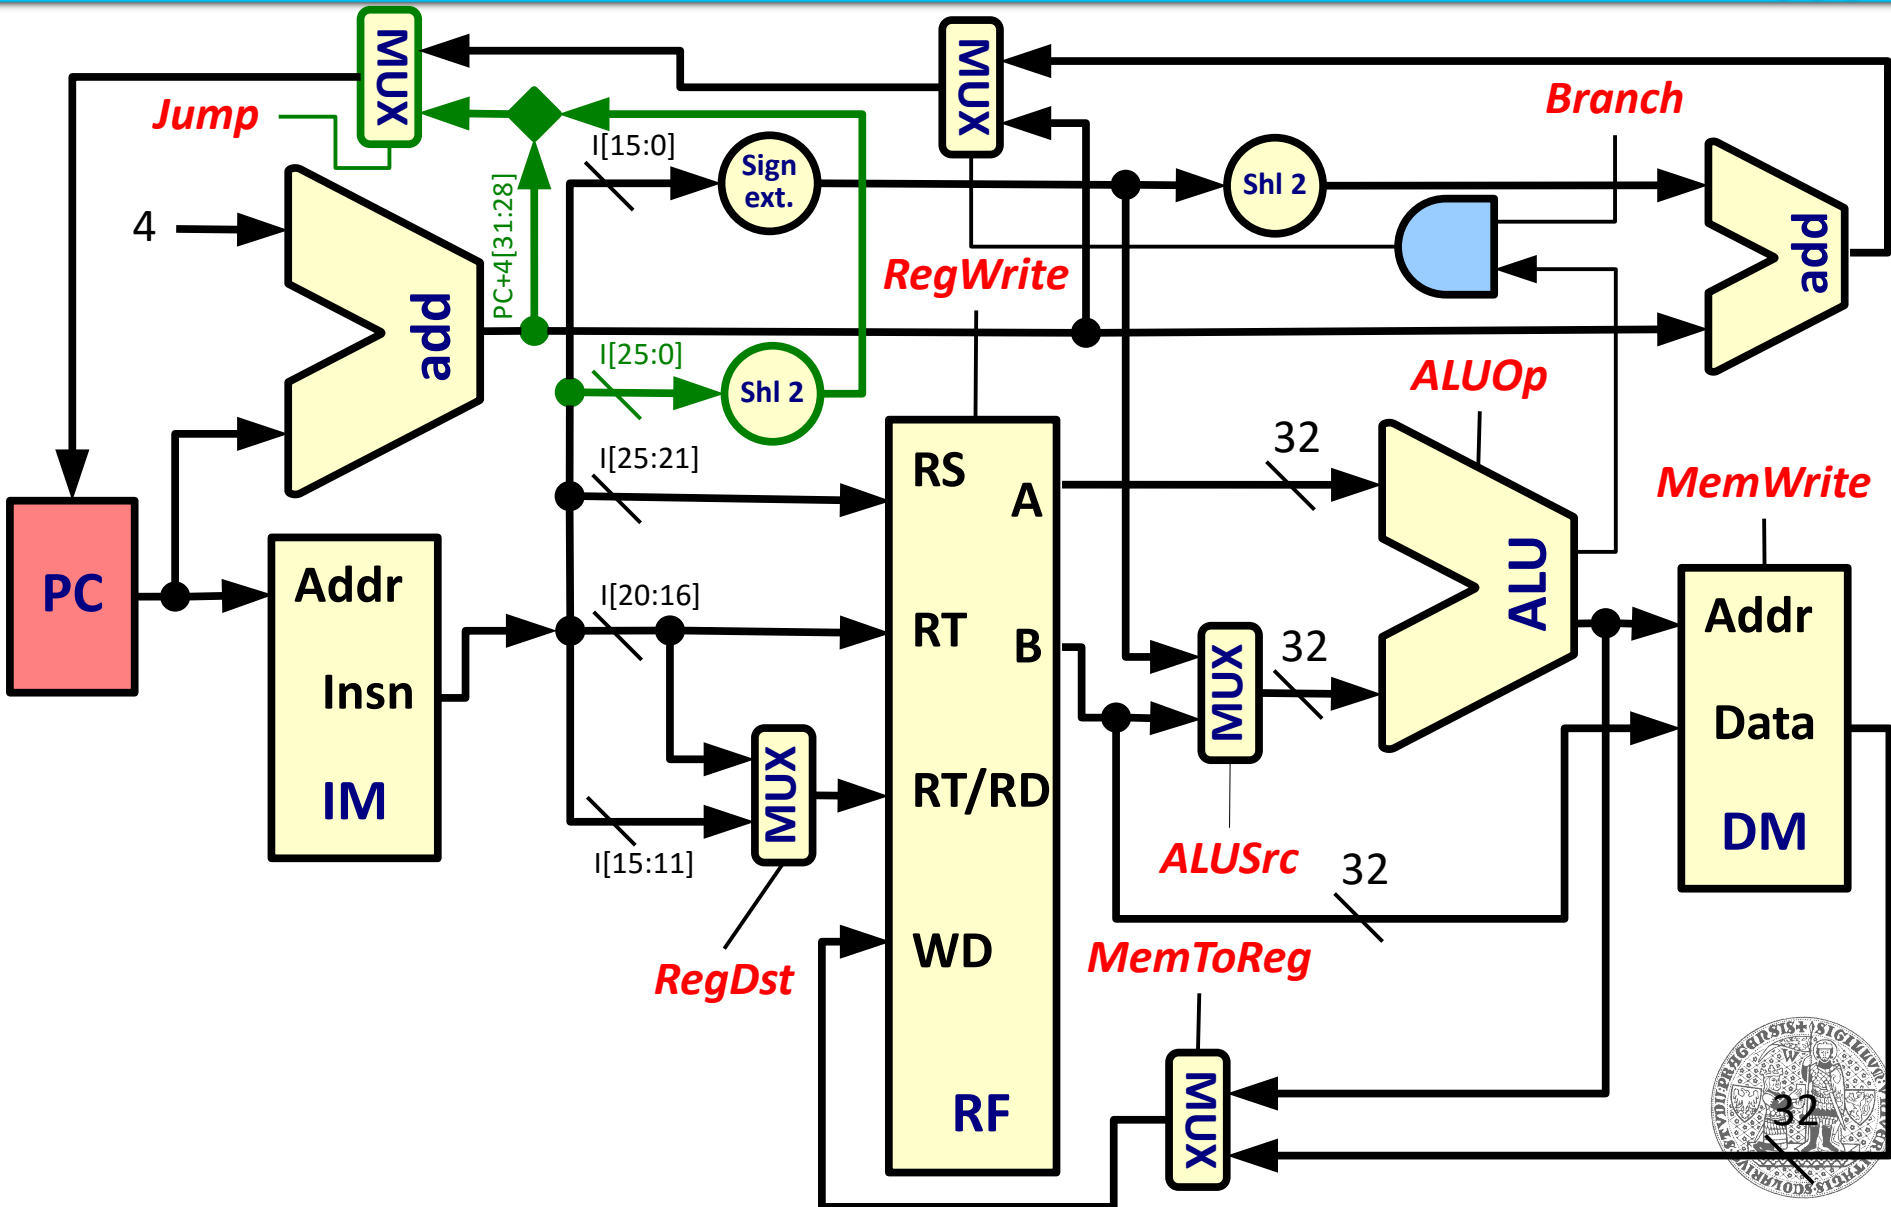 MUX
MUX
Jump
Branch
I[15:0]
Sign
ext.
Shl 2
4
PC+4[31:28]
add
add
RegWrite
I[25:0]
Shl 2
ALUOp
32
I[25:21]
RS
A
MemWrite
PC
Addr
Insn
IM
I[20:16]
RT
B
MUX
32
ALU
Addr
Data
DM
MUX
RT/RD
I[15:11]
ALUSrc
32
RegDst
WD
MemToReg
RF
MUX
32